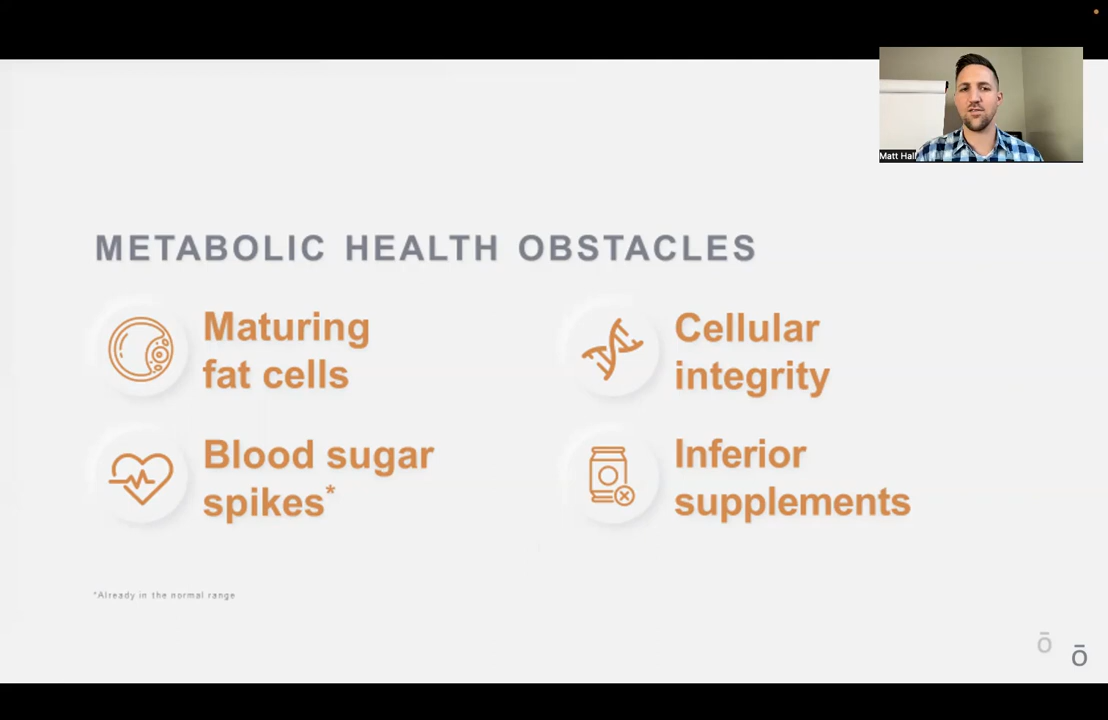 Matt Hall
METABOLIC HEALTH OBSTACLES
Maturing
fat cells
Cellular
integrity
Blood sugar
spikes*
Inferior
supplements
*Already in the normal range
ō
ō